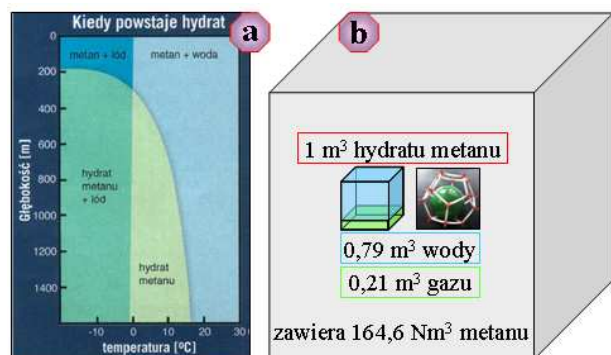 Kiedy powstaje hydrat
a
b
0
metan + lód
metan + woda
200
400
600
800
1000
1200
1400
Głębokość [m]
hydrat
metanu
+ lód
hydrat
metanu
-10
0
10
20
30
temperatura [ºC]
1 m³ hydratu metanu
0,79 m³ wody
0,21 m³ gazu
zawiera 164,6 Nm³ metanu